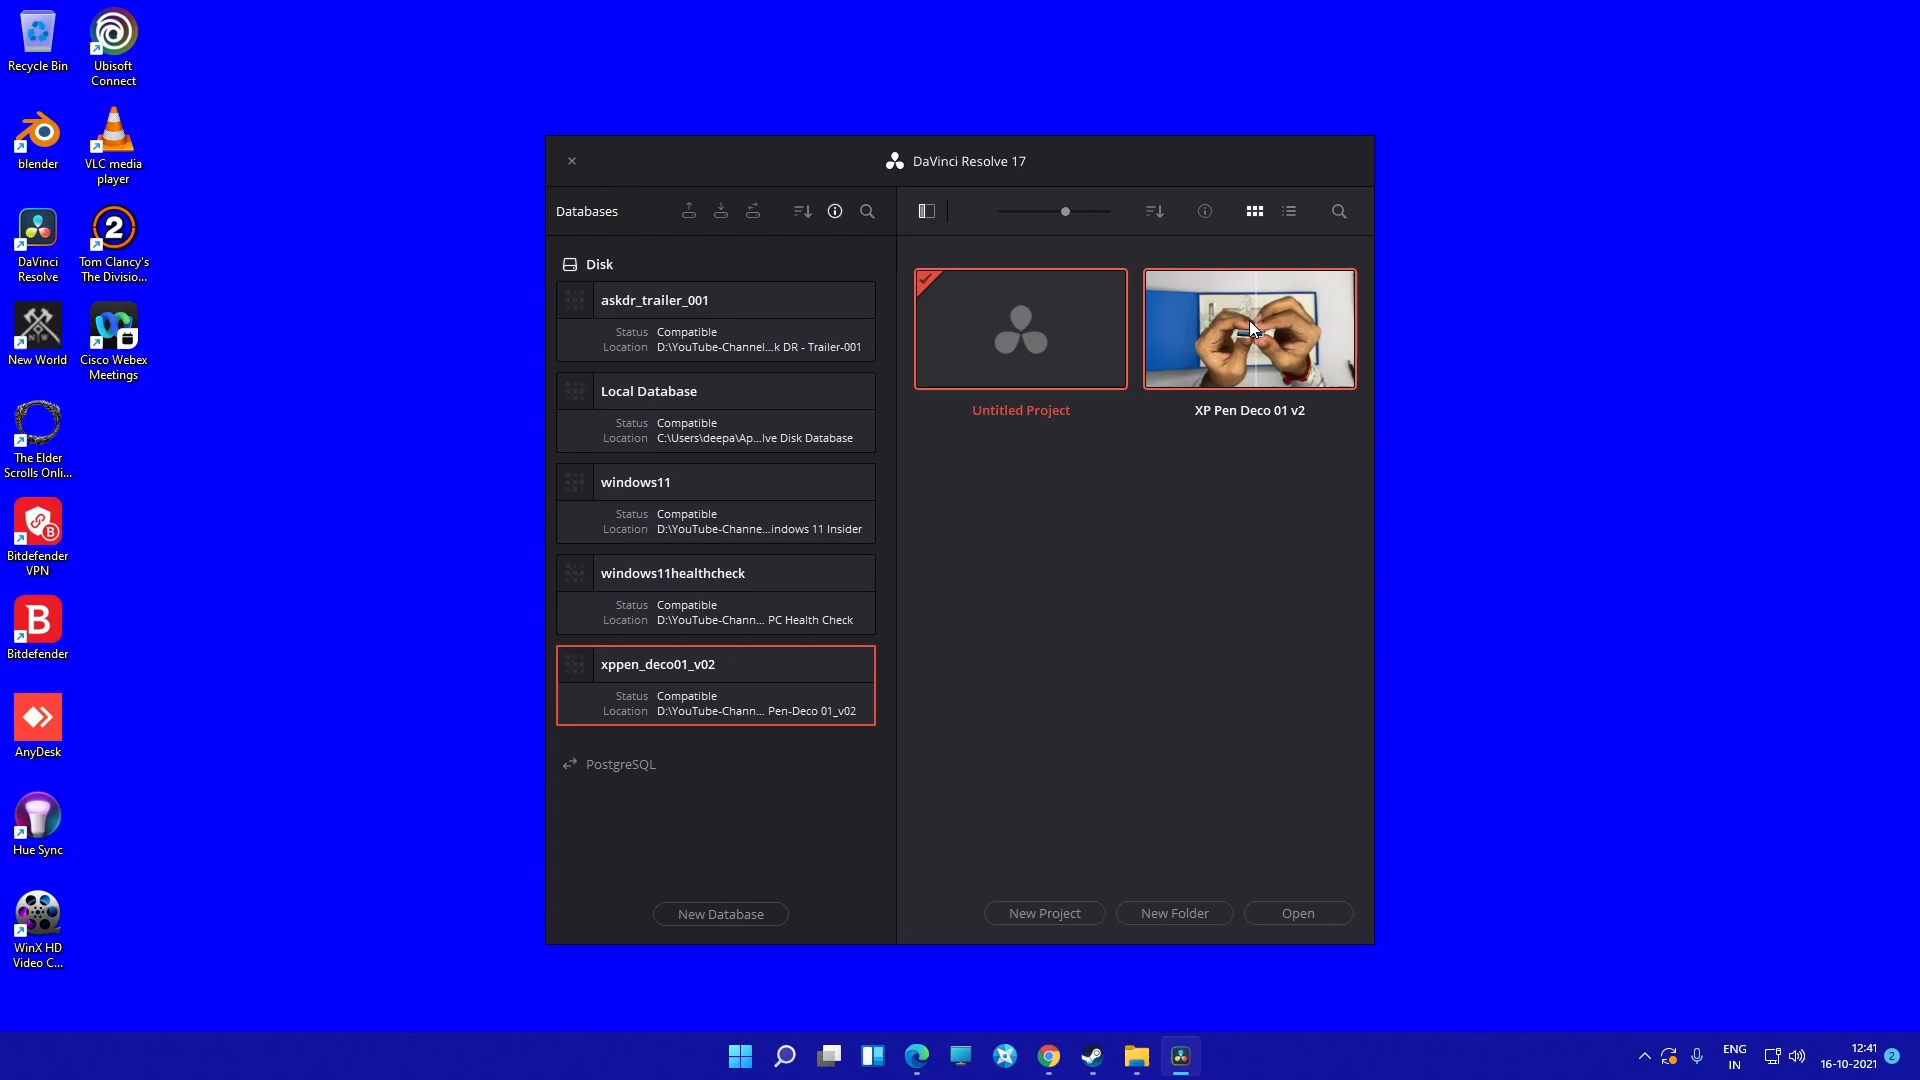 Recycle Bin
Ubisoft
Connect
blender
VLC media
player
DaVinci
Resolve
Tom Clancy's
The Divisio...
New World
Cisco Webex
Meetings
The Elder
Scrolls Onli...
Bitdefender
VPN
Bitdefender
AnyDesk
Hue Sync
WinX HD
Video C...
DaVinci Resolve 17
Databases
Disk
askdr_trailer_001
Status Compatible
Location D:\YouTube-Channel...k DR - Trailer-001
Local Database
Status Compatible
Location C:\Users\deepa\Ap...lve Disk Database
windows11
Status Compatible
Location D:\YouTube-Channe...indows 11 Insider
windows11healthcheck
Status Compatible
Location D:\YouTube-Chann... PC Health Check
xppen_deco01_v02
Status Compatible
Location D:\YouTube-Chann... Pen-Deco 01_v02
PostgreSQL
New Database
Untitled Project
XP Pen Deco 01 v2
New Project
New Folder
Open
ENG
IN
12:41
16-10-2021
2